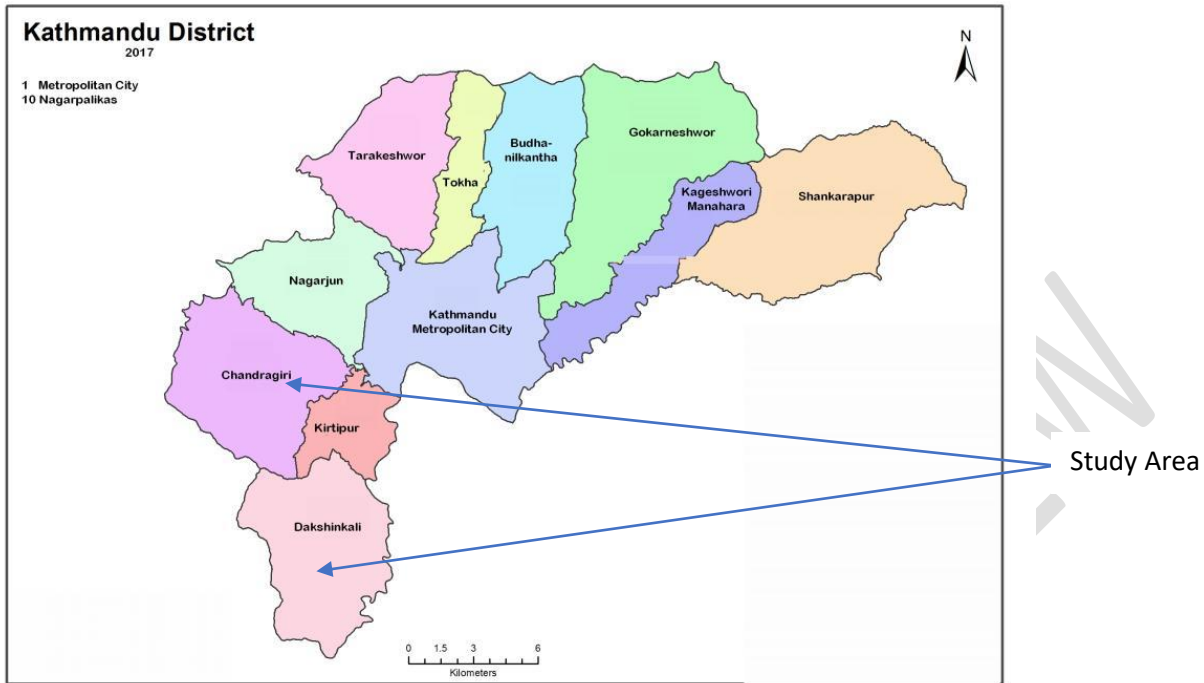 Kathmandu District
2017
1 Metropolitan City
10 Nagarpalikas
N
Tarakeshwor
Tokha
Budha-
nilkantha
Gokarneshwor
Kageshwori
Manahara
Shankarapur
Nagarjun
Kathmandu
Metropolitan City
Chandragiri
Kirtipur
Dakshinkali
Study Area
0 1.5 3 6
Kilometers